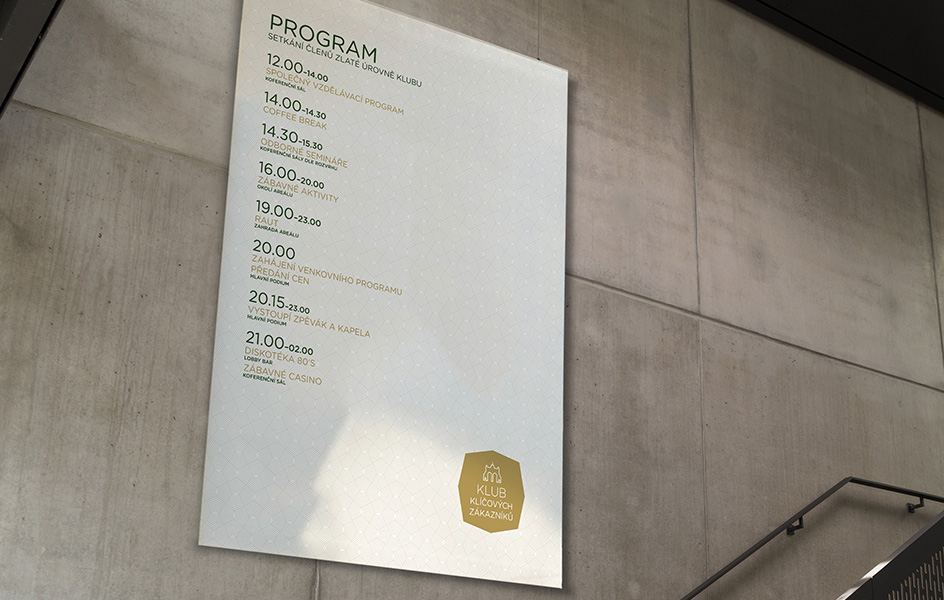 PROGRAM
SETKÁNÍ ČLENŮ ZLATÉ ÚROVNĚ KLUBU
12.00-14.00
SPOLEČNÝ VZDĚLÁVACÍ PROGRAM
KOFERENČNÍ SÁL
14.00-14.30
COFFEE BREAK
14.30-15.30
ODBORNÉ SEMINÁŘE
KOFERENČNÍ SÁLY DLE ROZVRHU
16.00-20.00
ZÁBAVNÉ AKTIVITY
OKOLÍ AREÁLU
19.00-23.00
RAUT
ZAHRADA AREÁLU
20.00
ZAHÁJENÍ VENKOVNÍHO PROGRAMU
PŘEDÁNÍ CEN
HLAVNÍ PODIUM
20.15-23.00
VYSTOUPÍ ZPĚVÁK A KAPELA
HLAVNÍ PODIUM
21.00-02.00
DISKOTÉKA 80'S
LOBBY BAR
ZÁBAVNÉ CASINO
KOFERENČNÍ SÁL
KLUB
KLÍČOVÝCH
ZÁKAZNÍKŮ